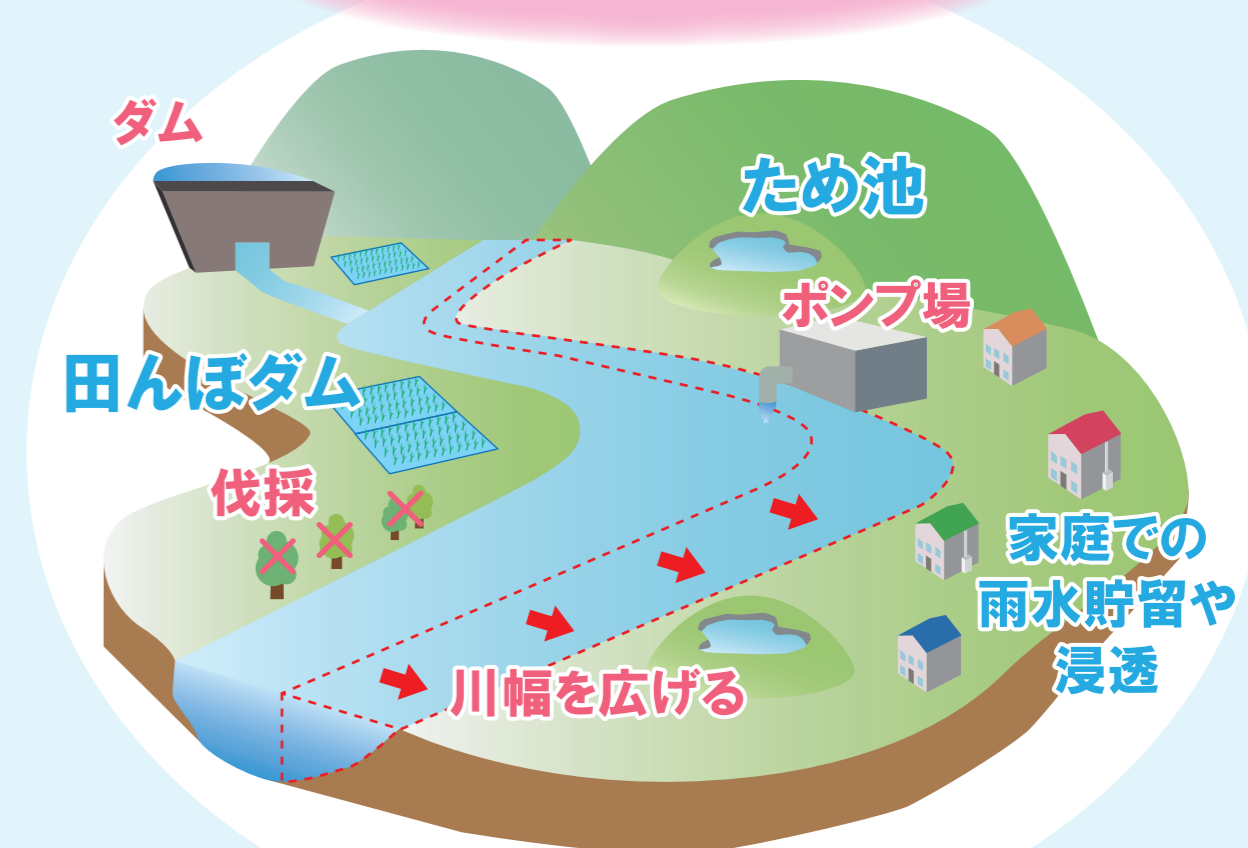 ダム
ため池
ポンプ場
田んぼダム
伐採
家庭での
雨水貯留や
浸透
川幅を広げる